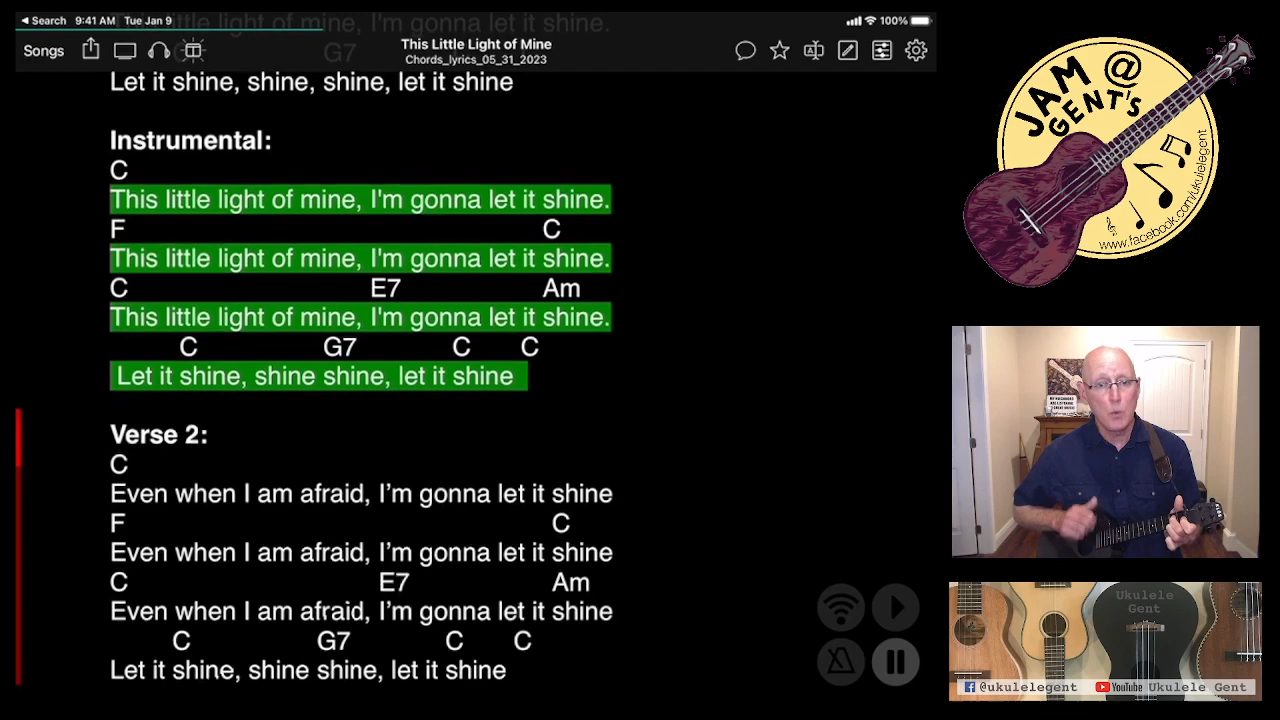 Search 9:41 AM Tue Jan 9
100%
Songs
G7
This Little Light of Mine
Chords_lyrics_05_31_2023
Let it shine, shine, shine, let it shine
Instrumental:
C
This little light of mine, I'm gonna let it shine.
F C
This little light of mine, I'm gonna let it shine.
C E7 Am
This little light of mine, I'm gonna let it shine.
C G7 C C
Let it shine, shine shine, let it shine
Verse 2:
C
Even when I am afraid, I’m gonna let it shine
F C
Even when I am afraid, I’m gonna let it shine
C E7 Am
Even when I am afraid, I’m gonna let it shine
C G7 C C
Let it shine, shine shine, let it shine
JAM @
GENT'S
www.facebook.com/ukulelegent
Ukulele
Gent
@ukulelegent YouTube Ukulele Gent